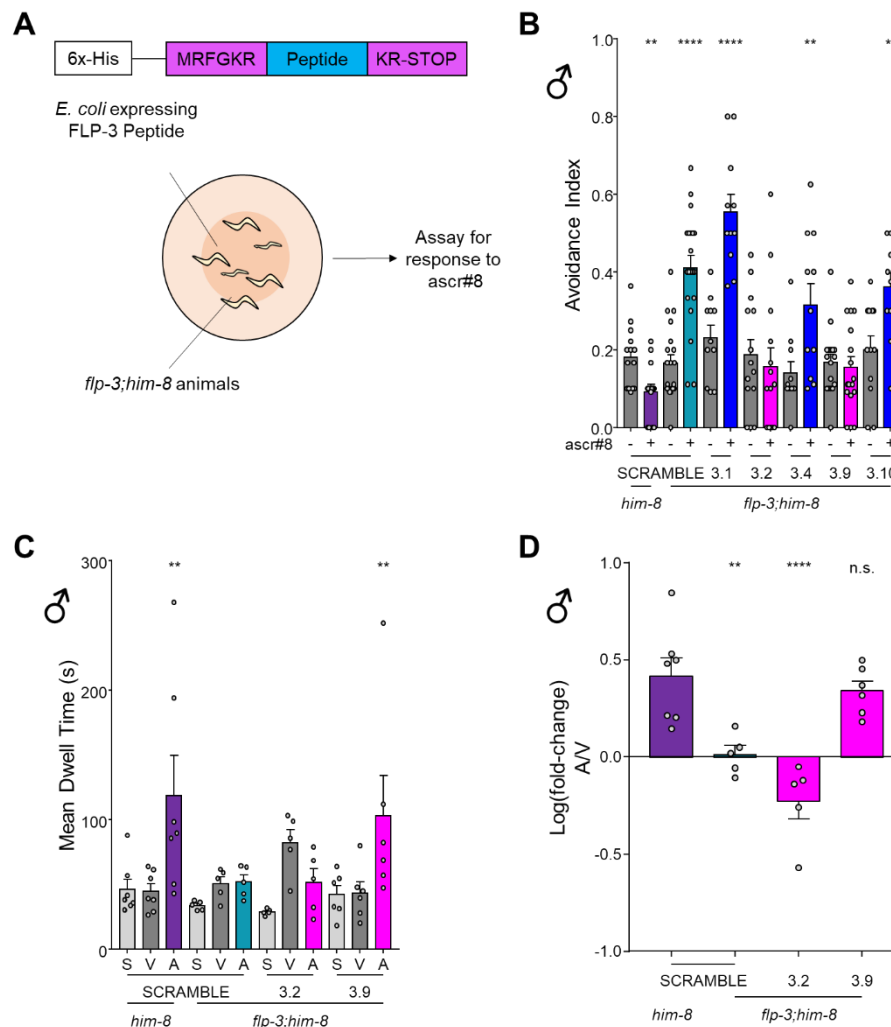 A
6x-His MRFGKR Peptide KR-STOP
E. coli expressing
FLP-3 Peptide
Assay for
response to
ascr#8
flp-3;him-8 animals
B
♂
** **** **** ** *
Avoidance Index
1.0
0.8
0.6
0.4
0.2
0.0
ascr#8 - + - + - + - + - + - + - +
SCRAMBLE 3.1 3.2 3.4 3.9 3.10
him-8 flp-3;him-8
C
♂
** **
Mean Dwell Time (s)
300
200
100
0
S V A S V A S V A S V A
SCRAMBLE 3.2 3.9
him-8 flp-3;him-8
D
♂
** **** n.s.
Log(fold-change)
A/V
1.0
0.5
0.0
-0.5
-1.0
SCRAMBLE 3.2 3.9
him-8 flp-3;him-8